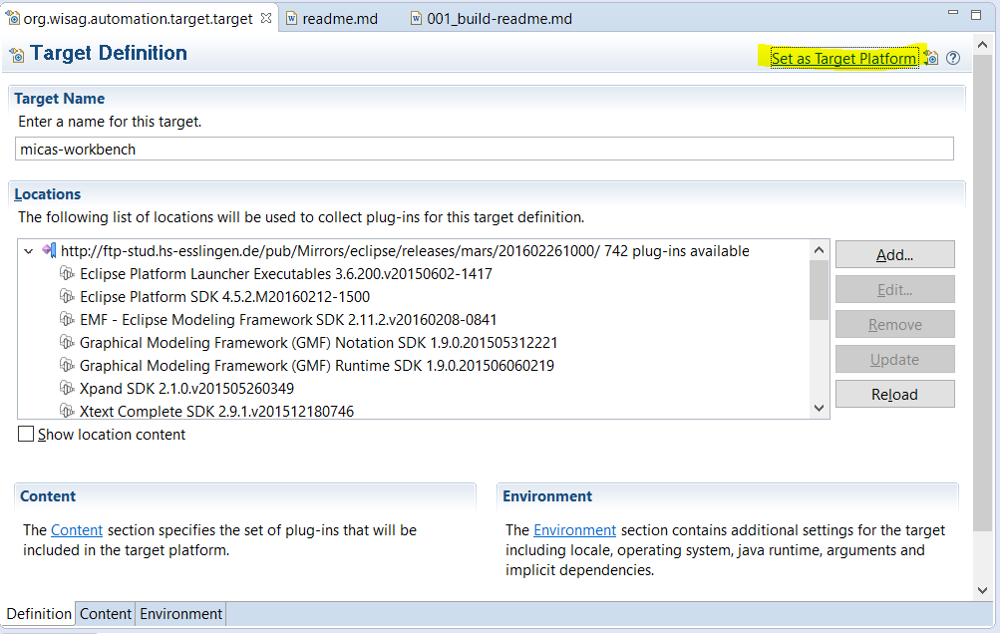 org.wisag.automation.target.target readme.md 001_build-readme.md
Target Definition Set as Target Platform
Target Name
Enter a name for this target.
micas-workbench
Locations
The following list of locations will be used to collect plug-ins for this target definition.
http://ftp-stud.hs-esslingen.de/pub/Mirrors/eclipse/releases/mars/201602261000/ 742 plug-ins available
Eclipse Platform Launcher Executables 3.6.200.v20150602-1417
Eclipse Platform SDK 4.5.2.M20160212-1500
EMF - Eclipse Modeling Framework SDK 2.11.2.v20160208-0841
Graphical Modeling Framework (GMF) Notation SDK 1.9.0.201505312221
Graphical Modeling Framework (GMF) Runtime SDK 1.9.0.201506060219
Xpand SDK 2.1.0.v201505260349
Xtext Complete SDK 2.9.1.v201512180746
Add...
Edit...
Remove
Update
Reload
Show location content
Content
The Content section specifies the set of plug-ins that will be
included in the target platform.
Environment
The Environment section contains additional settings for the target
including locale, operating system, java runtime, arguments and
implicit dependencies.
Definition Content Environment